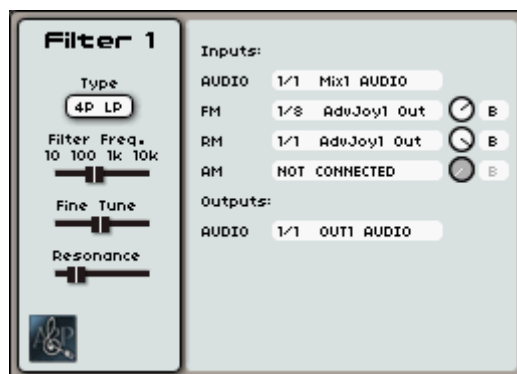 Filter 1
Type
4P LP
Filter Freq.
10 100 1k 10k
Fine Tune
Resonance
Inputs:
AUDIO 1/1 Mix1 AUDIO
FM 1/8 AdvJoy1 Out B
RM 1/1 AdvJoy1 Out B
AM NOT CONNECTED B
Outputs:
AUDIO 1/1 OUT1 AUDIO